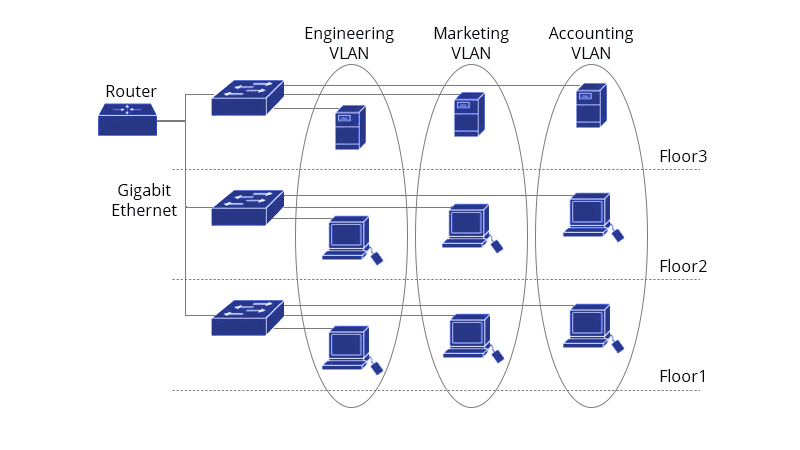 Engineering
VLAN
Marketing
VLAN
Accounting
VLAN
Router
Floor3
Gigabit
Ethernet
Floor2
Floor1